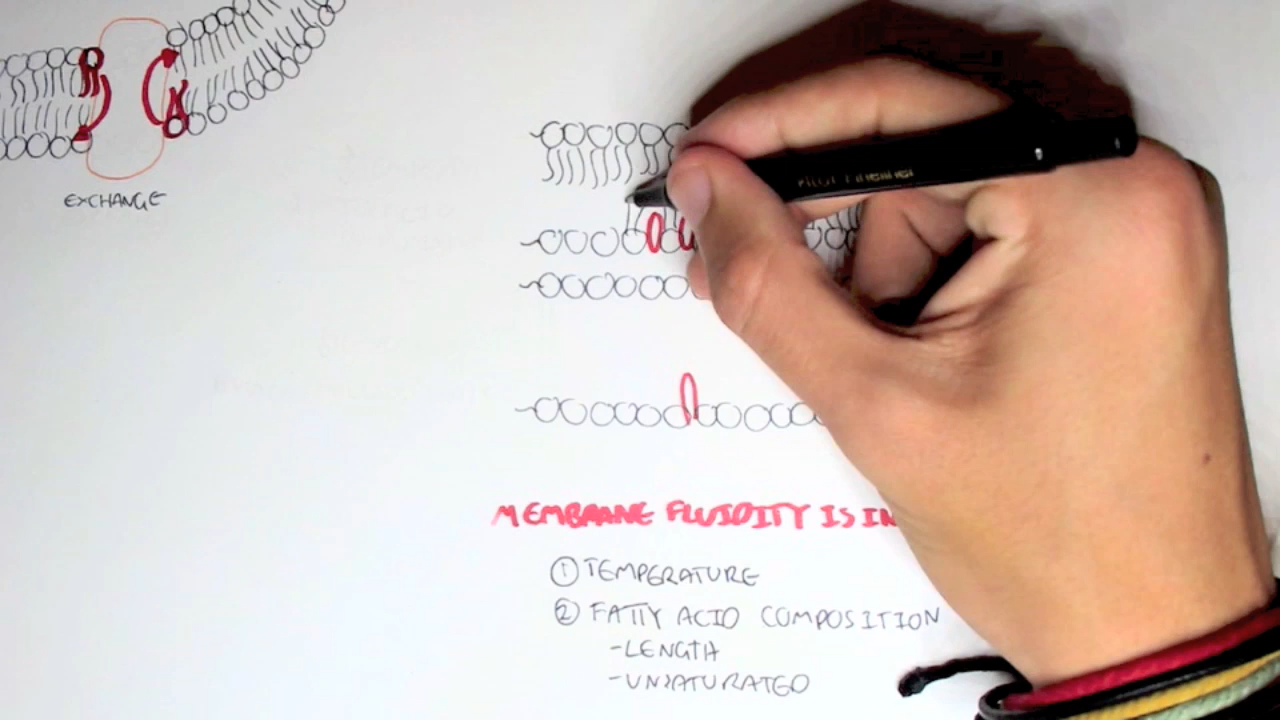 EXCHANGE
MEMBRANE FLUIDITY IS IN
① TEMPERATURE
② FATTY ACID COMPOSITION
-LENGTH
-UNSATURATED